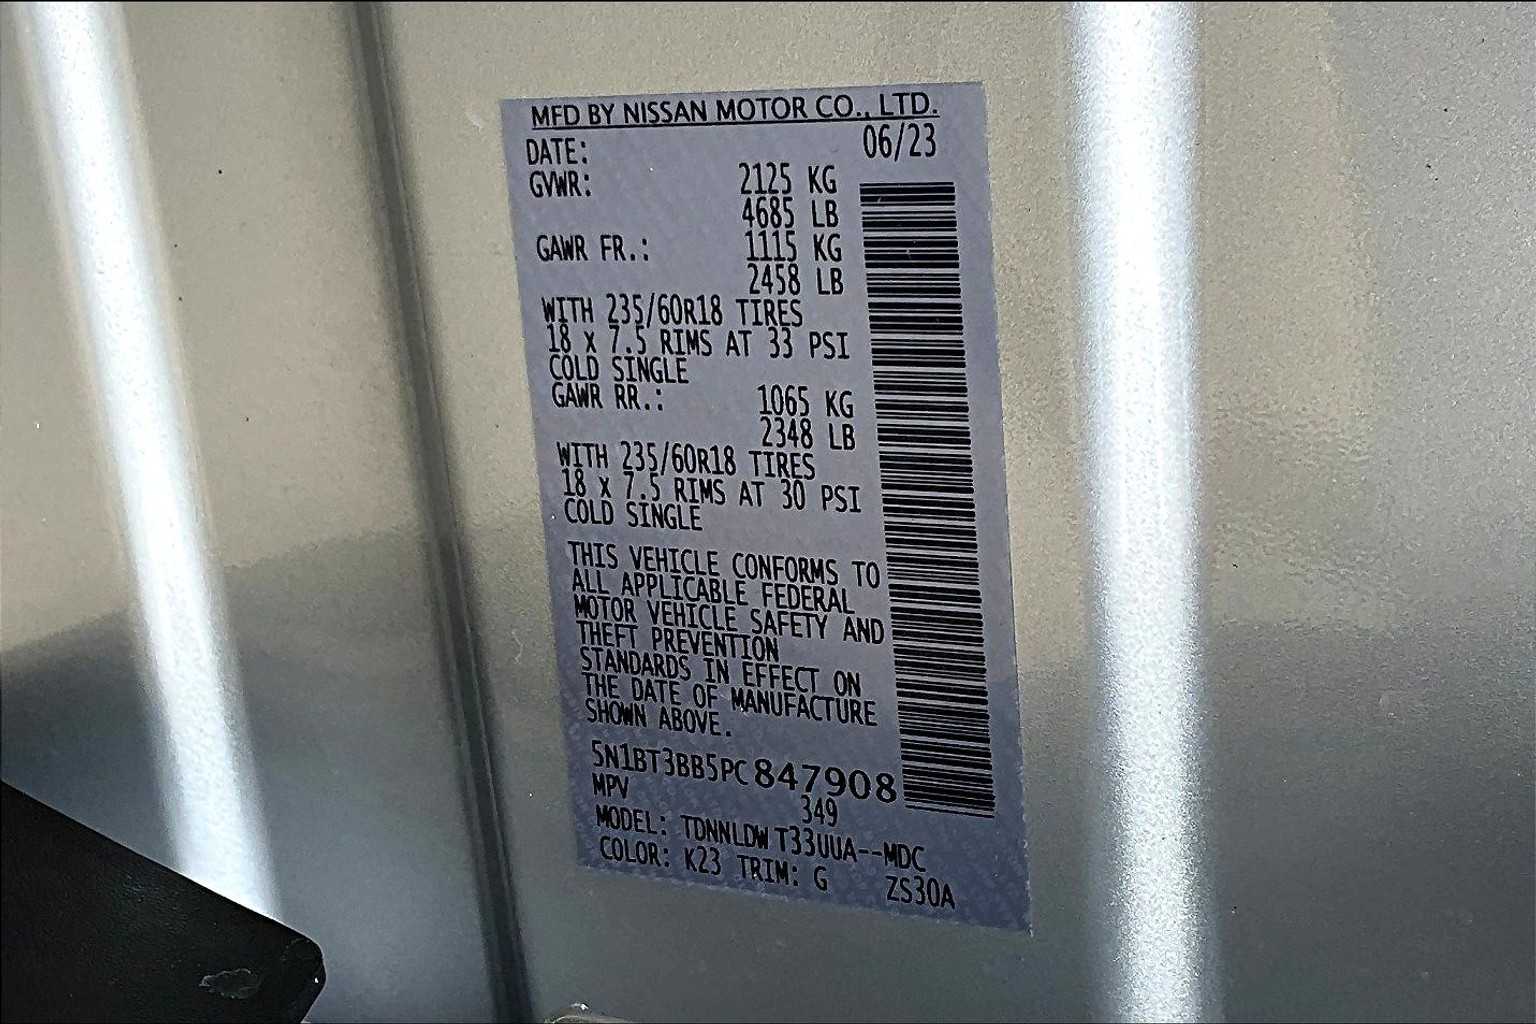 MFD BY NISSAN MOTOR CO., LTD.
DATE: 06/23
GVWR: 2125 KG
4685 LB
GAWR FR.: 1115 KG
2458 LB
WITH 235/60R18 TIRES
18 x 7.5 RIMS AT 33 PSI
COLD SINGLE
GAWR RR.: 1065 KG
2348 LB
WITH 235/60R18 TIRES
18 x 7.5 RIMS AT 30 PSI
COLD SINGLE
THIS VEHICLE CONFORMS TO
ALL APPLICABLE FEDERAL
MOTOR VEHICLE SAFETY AND
THEFT PREVENTION
STANDARDS IN EFFECT ON
THE DATE OF MANUFACTURE
SHOWN ABOVE.
5N1BT3BB5PC847908
MPV 349
MODEL: TDNNLDW T33UUA--MDC
COLOR: K23 TRIM: G ZS30A